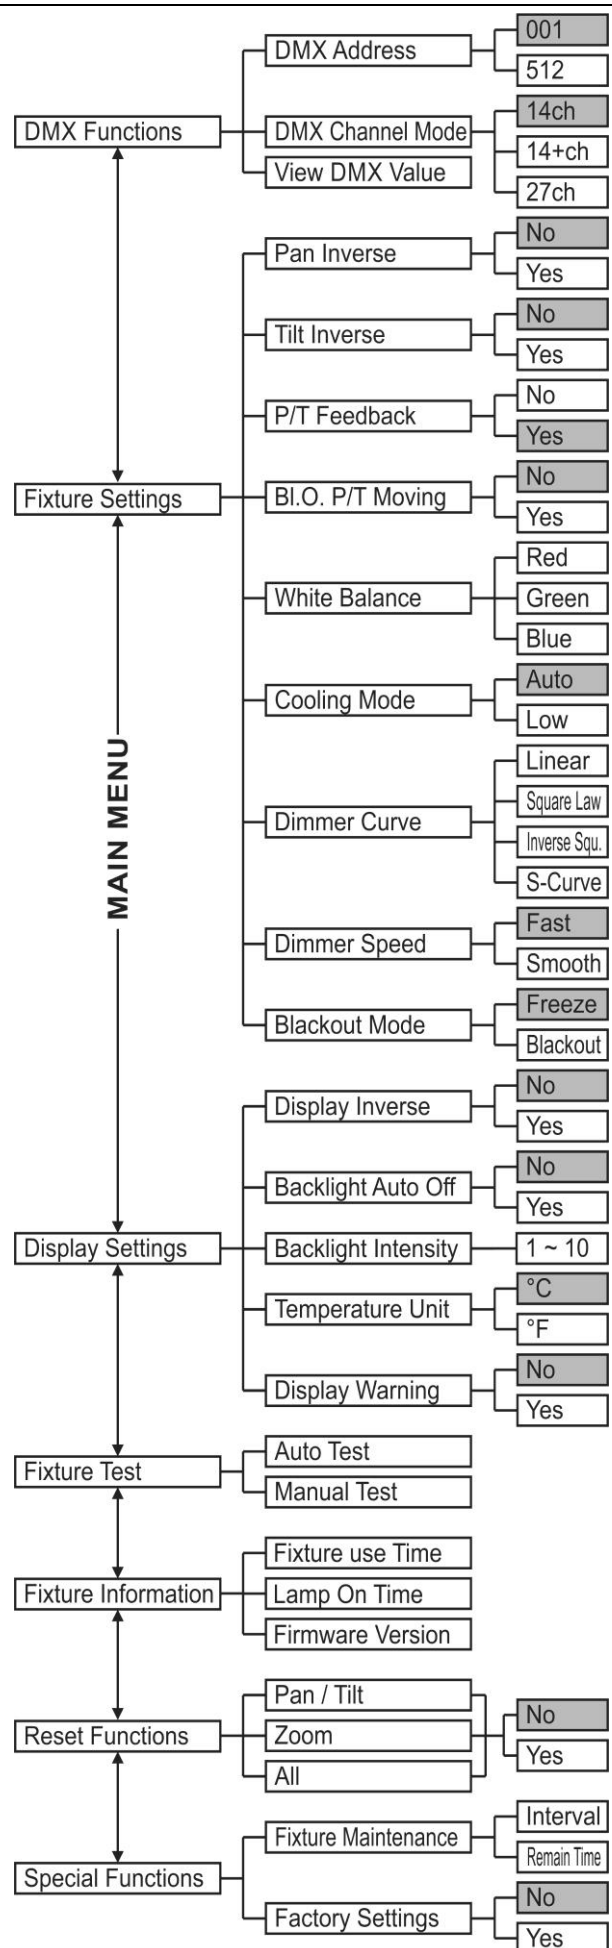 DMX Functions
DMX Address
001
512
DMX Channel Mode
14ch
14+ch
27ch
View DMX Value
Fixture Settings
Pan Inverse
No
Yes
Tilt Inverse
No
Yes
P/T Feedback
No
Yes
Bl.O. P/T Moving
No
Yes
White Balance
Red
Green
Blue
Cooling Mode
Auto
Low
Dimmer Curve
Linear
Square Law
Inverse Squ.
S-Curve
Dimmer Speed
Fast
Smooth
Blackout Mode
Freeze
Blackout
MAIN MENU
Display Settings
Display Inverse
No
Yes
Backlight Auto Off
No
Yes
Backlight Intensity
1 ~ 10
Temperature Unit
°C
°F
Display Warning
No
Yes
Fixture Test
Auto Test
Manual Test
Fixture Information
Fixture use Time
Lamp On Time
Firmware Version
Reset Functions
Pan / Tilt
Zoom
All
No
Yes
Special Functions
Fixture Maintenance
Interval
Remain Time
Factory Settings
No
Yes